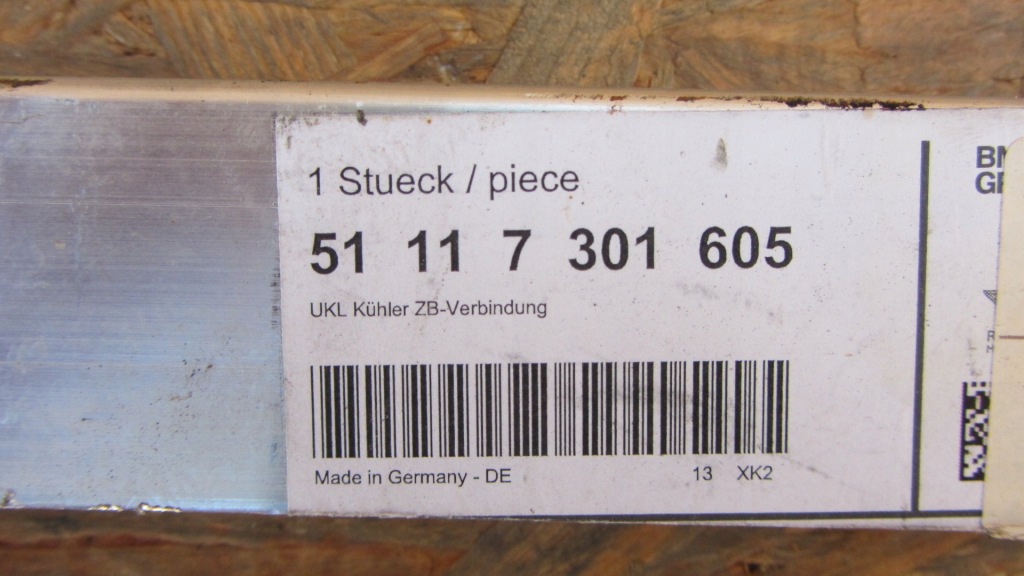 1 Stueck / piece
51 11 7 301 605
UKL Kühler ZB-Verbindung
Made in Germany - DE
13 XK2